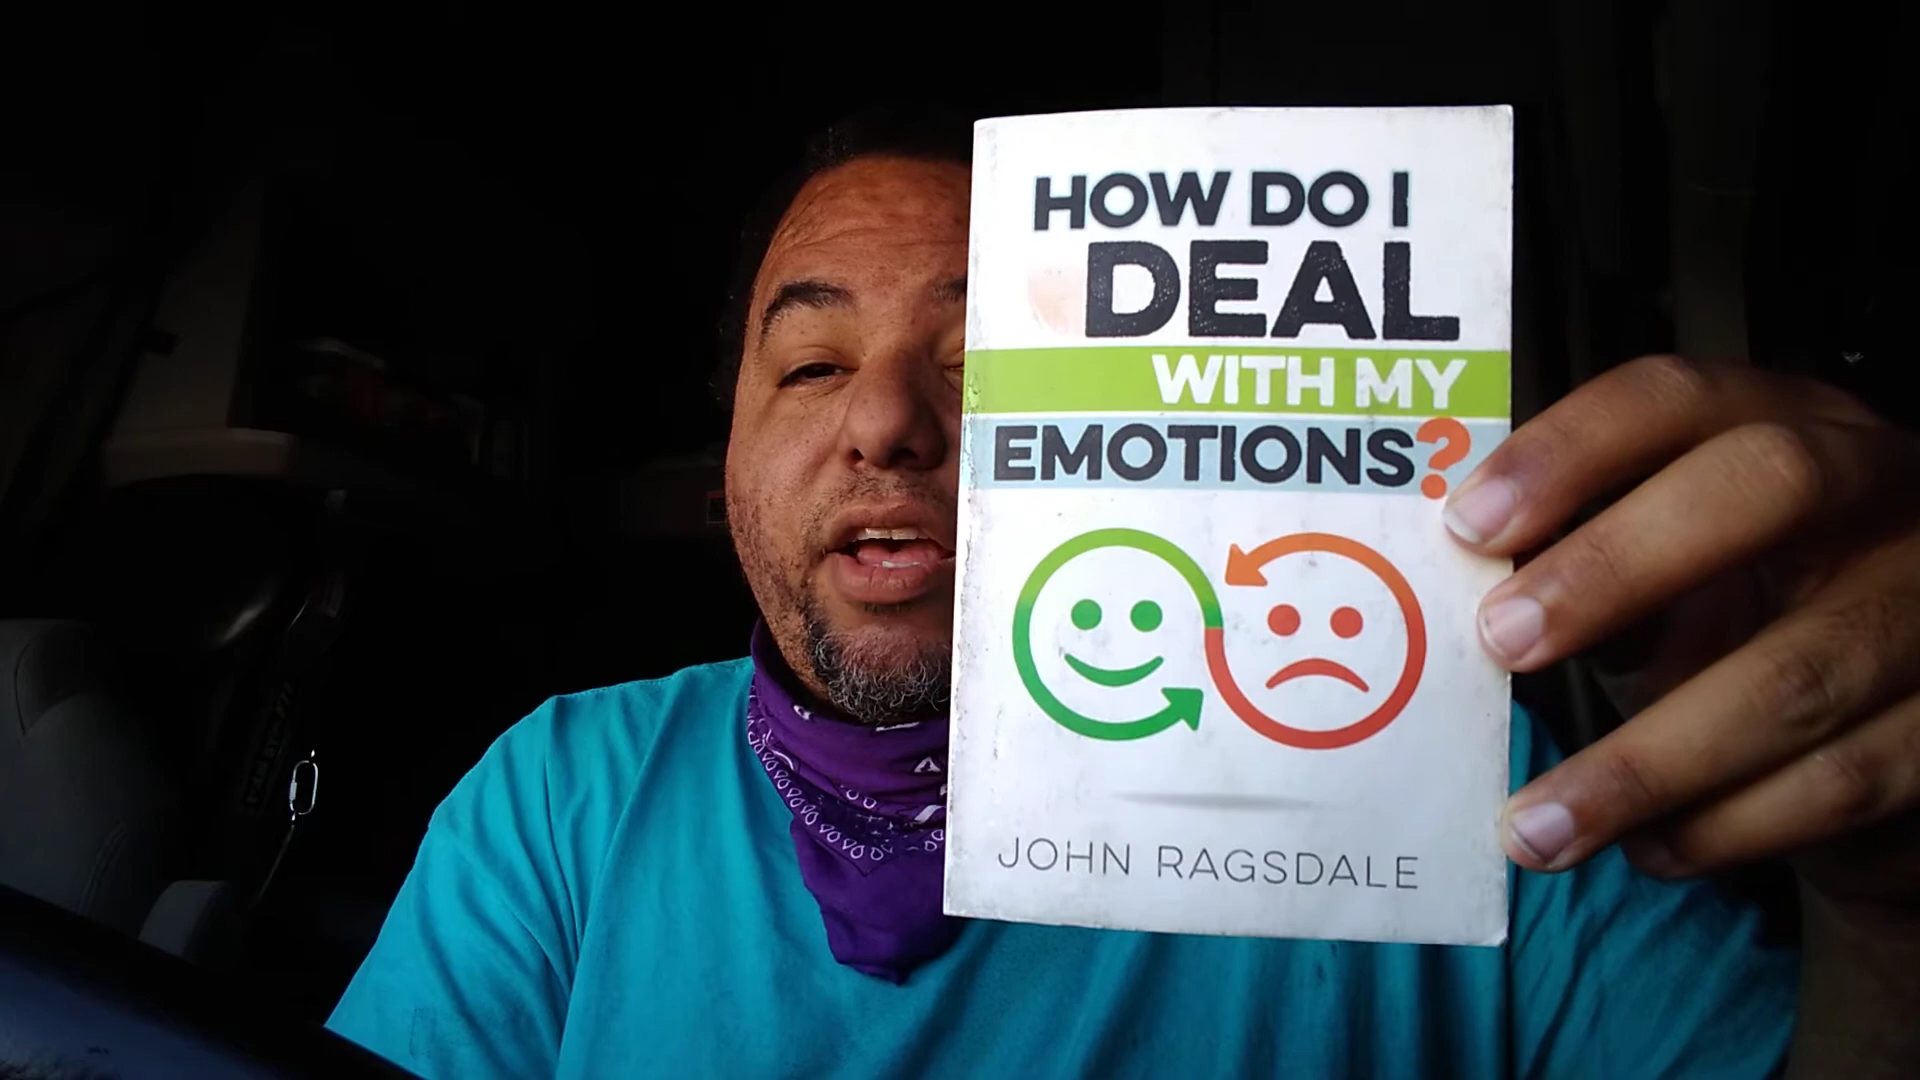 HOW DO I
DEAL
WITH MY
EMOTIONS?
JOHN RAGSDALE